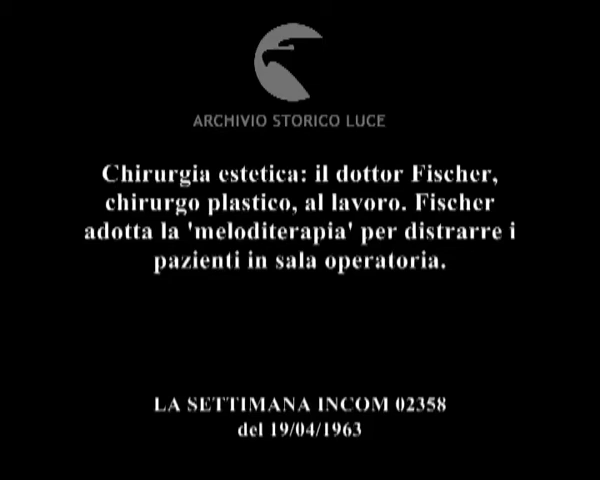 ARCHIVIO STORICO LUCE
Chirurgia estetica: il dottor Fischer,
chirurgo plastico, al lavoro. Fischer
adotta la 'meloditerapia' per distrarre i
pazienti in sala operatoria.
LA SETTIMANA INCOM 02358
del 19/04/1963